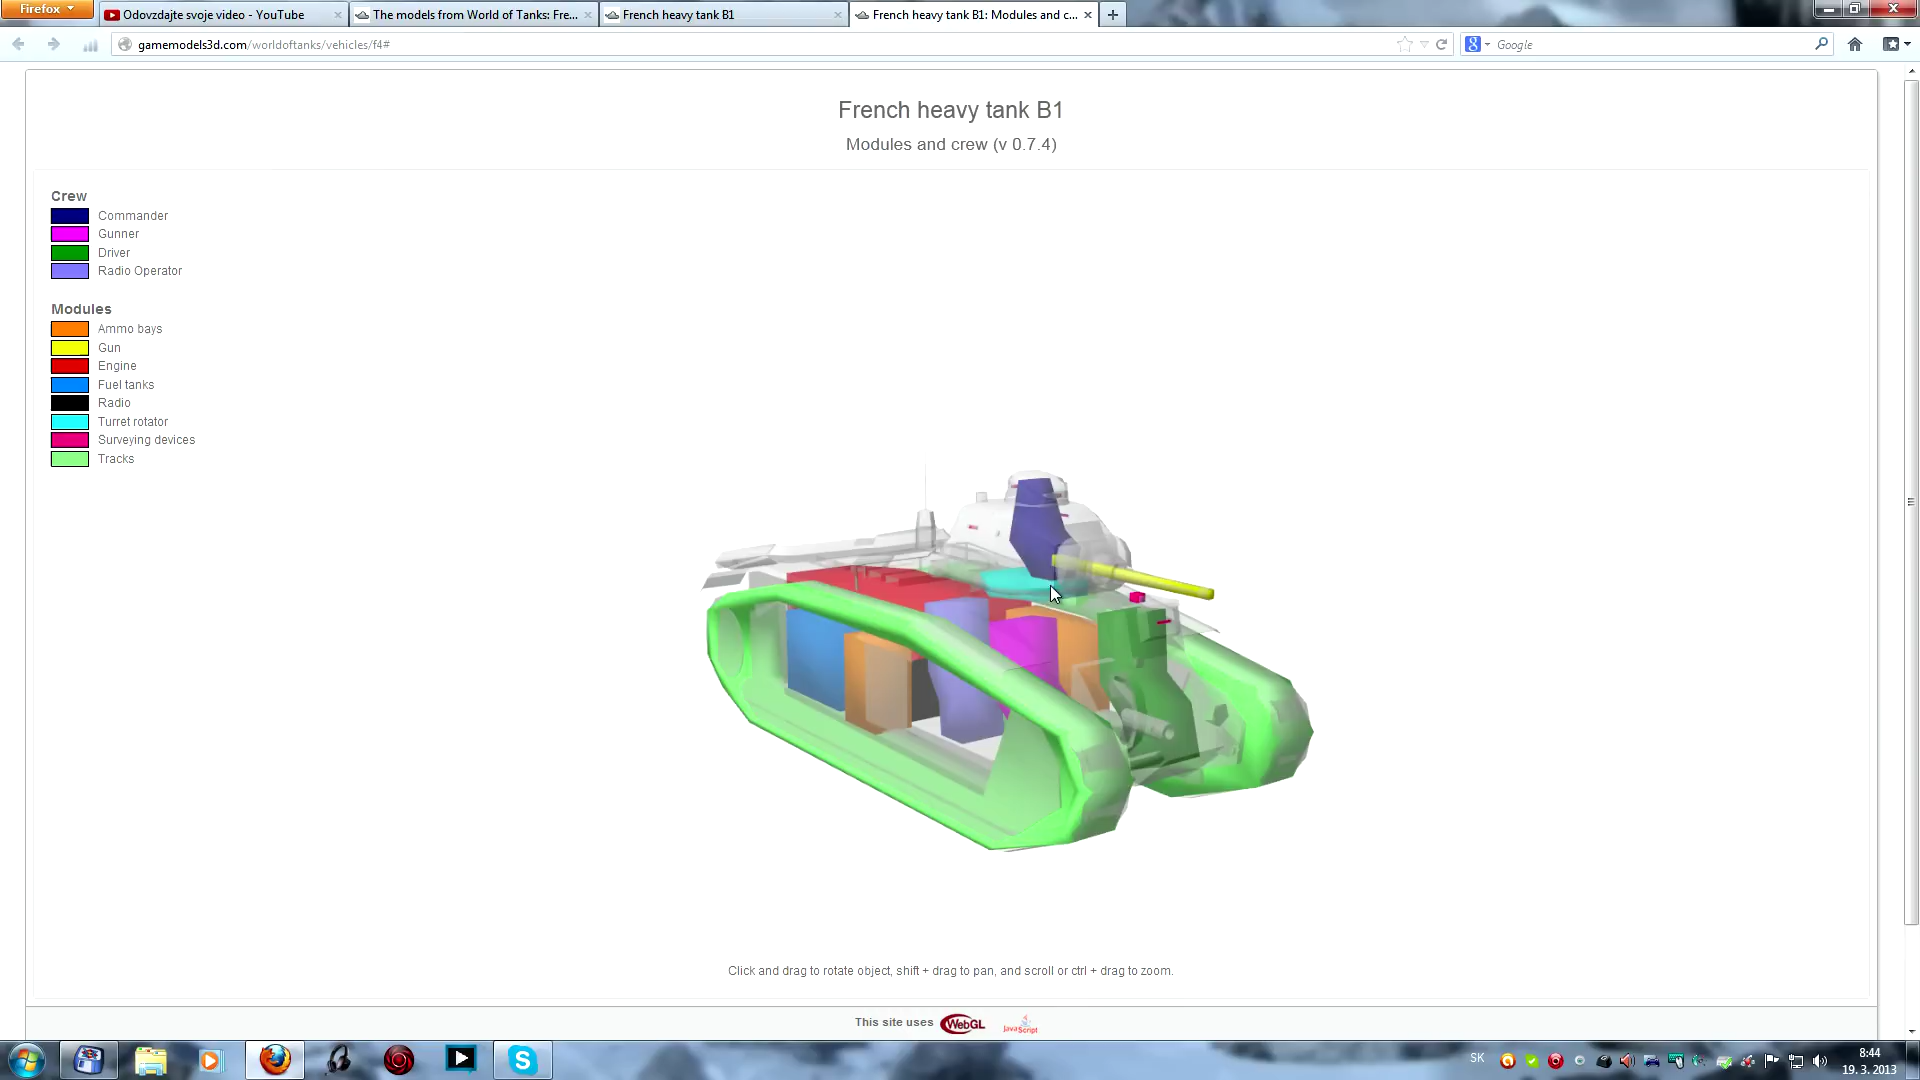 Firefox
Odovzdajte svoje video - YouTube
The models from World of Tanks: Fre...
French heavy tank B1
French heavy tank B1: Modules and c...
gamemodels3d.com/worldoftanks/vehicles/f4#
Google
French heavy tank B1
Modules and crew (v 0.7.4)
Crew
Commander
Gunner
Driver
Radio Operator
Modules
Ammo bays
Gun
Engine
Fuel tanks
Radio
Turret rotator
Surveying devices
Tracks
Click and drag to rotate object, shift + drag to pan, and scroll or ctrl + drag to zoom.
This site uses WebGL JavaScript
SK
8:44
19. 3. 2013